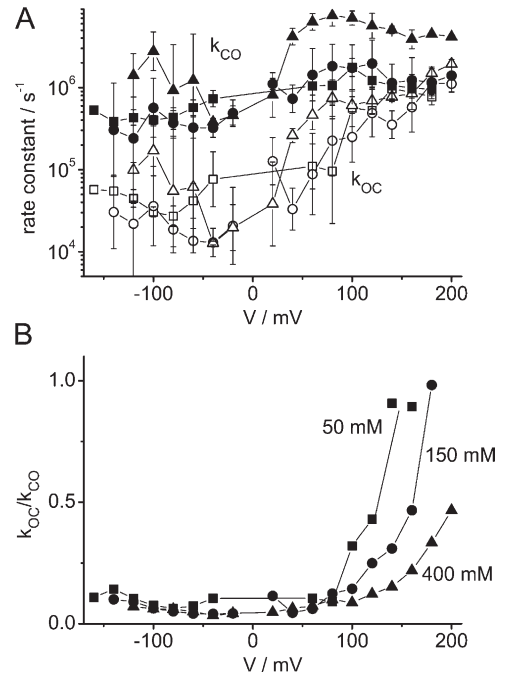 A
rate constant / s⁻¹
10⁶
10⁵
10⁴
k_CO
k_OC
-100 0 100 200
V / mV
B
k_OC/k_CO
1.0
0.5
0.0
50 mM
150 mM
400 mM
-100 0 100 200
V / mV